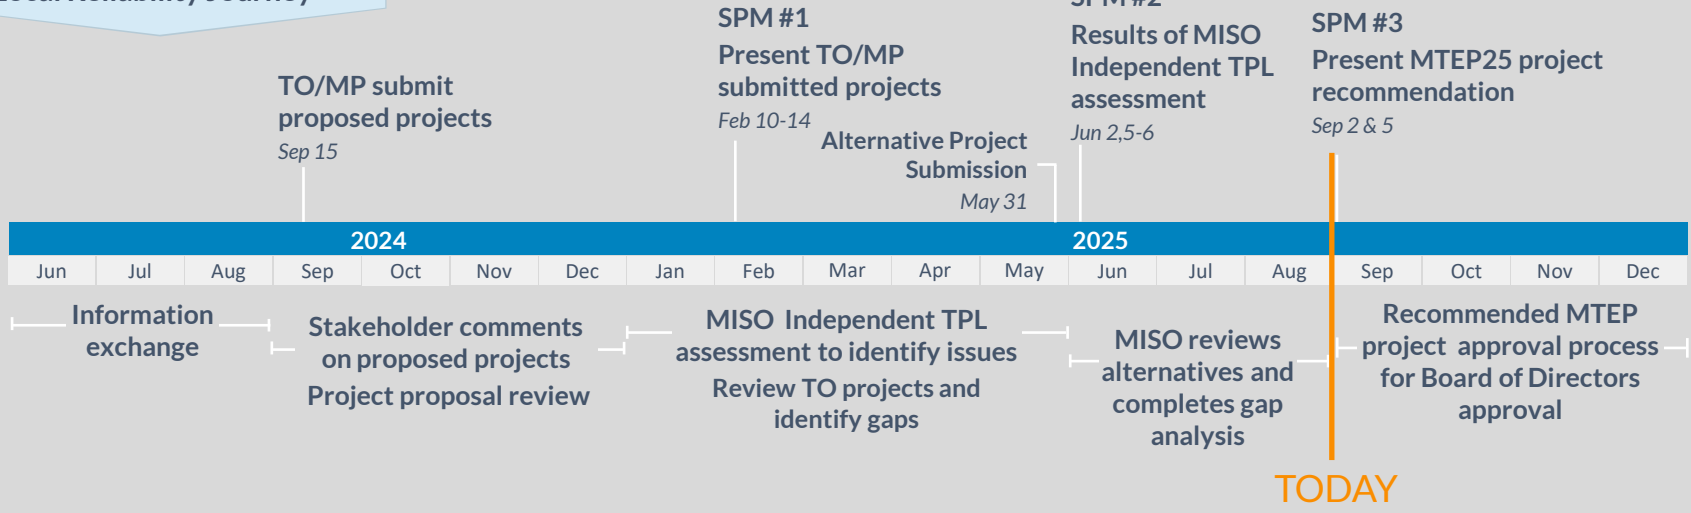 Local Reliability Journey
TO/MP submit
proposed projects
Sep 15
SPM #1
Present TO/MP
submitted projects
Feb 10-14
Alternative Project
Submission
May 31
SPM #2
Results of MISO
Independent TPL
assessment
Jun 2,5-6
SPM #3
Present MTEP25 project
recommendation
Sep 2 & 5
2024
2025
Jun
Jul
Aug
Sep
Oct
Nov
Dec
Jan
Feb
Mar
Apr
May
Jun
Jul
Aug
Sep
Oct
Nov
Dec
Information
exchange
Stakeholder comments
on proposed projects
Project proposal review
MISO Independent TPL
assessment to identify issues
Review TO projects and
identify gaps
MISO reviews
alternatives and
completes gap
analysis
Recommended MTEP
project approval process
for Board of Directors
approval
TODAY